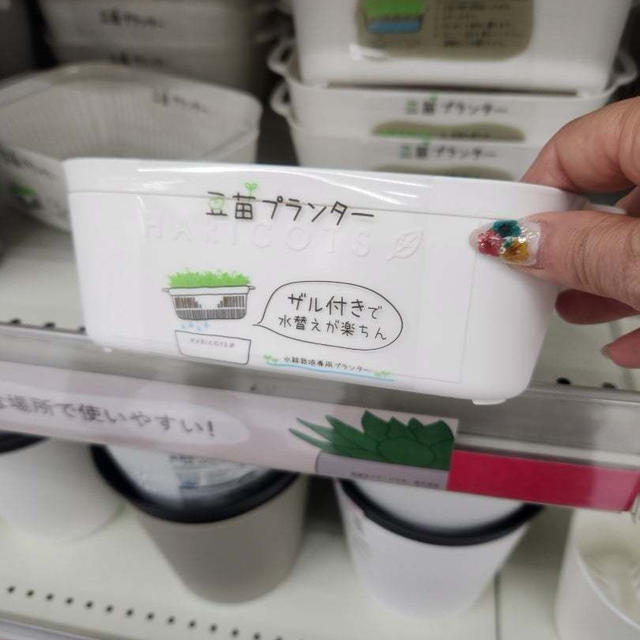 豆苗プランター
豆苗プランター
豆苗プランター
HARICOTS
ザル付きで
水替えが楽ちん
水耕栽培専用プランター
場所で使いやすい!